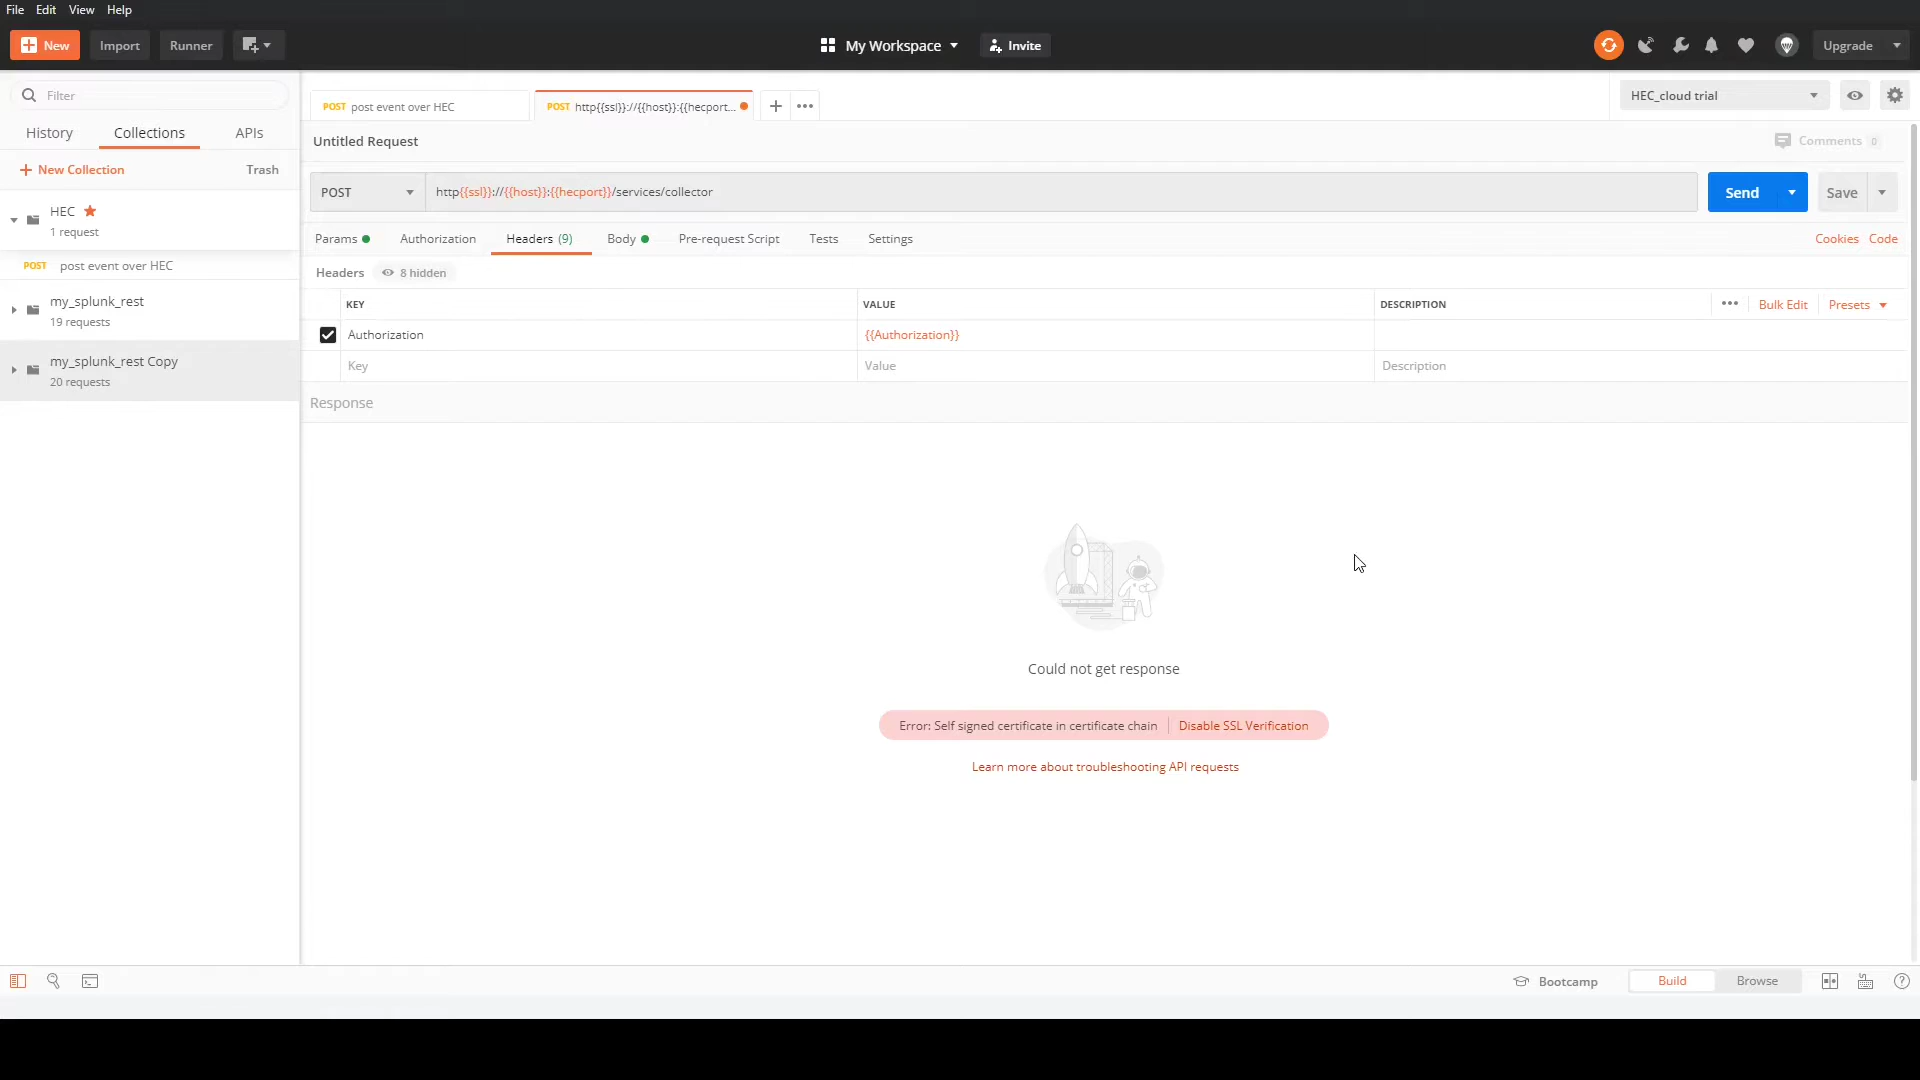 File Edit View Help
New Import Runner My Workspace Invite Upgrade
Filter
History Collections APIs
New Collection Trash
HEC
1 request
POST post event over HEC
my_splunk_rest
19 requests
my_splunk_rest Copy
20 requests
POST post event over HEC POST http{{ssl}}://{{host}}:{{hecport... HEC_cloud trial
Untitled Request Comments 0
POST http{{ssl}}://{{host}}:{{hecport}}/services/collector Send Save
Params Authorization Headers (9) Body Pre-request Script Tests Settings Cookies Code
Headers 8 hidden
KEY VALUE DESCRIPTION Bulk Edit Presets
Authorization {{Authorization}}
Key Value Description
Response
Could not get response
Error: Self signed certificate in certificate chain Disable SSL Verification
Learn more about troubleshooting API requests
Bootcamp Build Browse